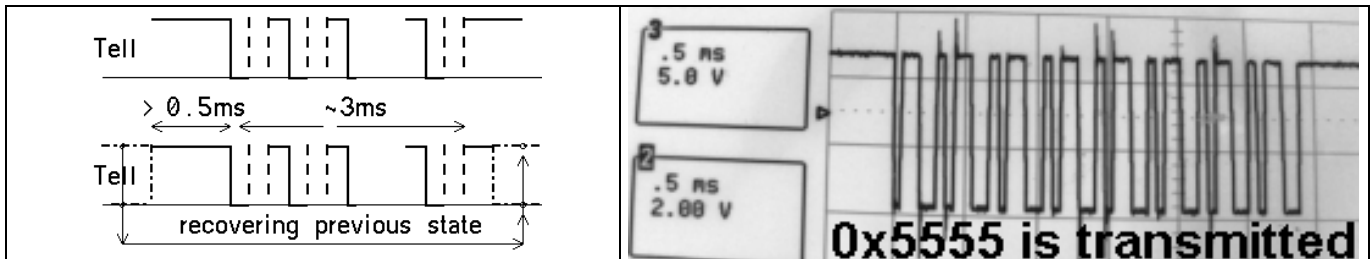 Tell
> 0.5ms
~3ms
Tell
recovering previous state
3
.5 ms
5.0 V
2
.5 ms
2.00 V
0x5555 is transmitted